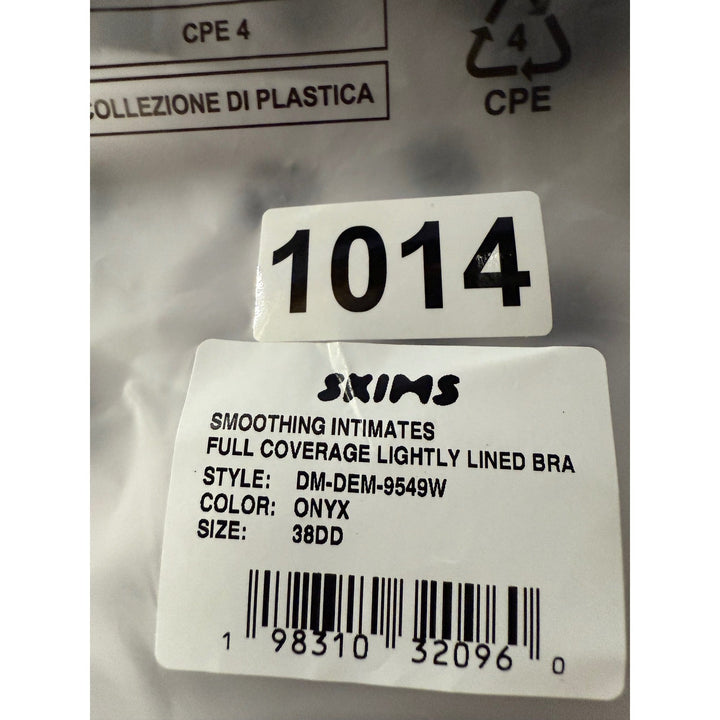 CPE 4
COLLEZIONE DI PLASTICA
4
CPE
1014
SKIMS
SMOOTHING INTIMATES
FULL COVERAGE LIGHTLY LINED BRA
STYLE: DM-DEM-9549W
COLOR: ONYX
SIZE: 38DD
1 98310 32096 0